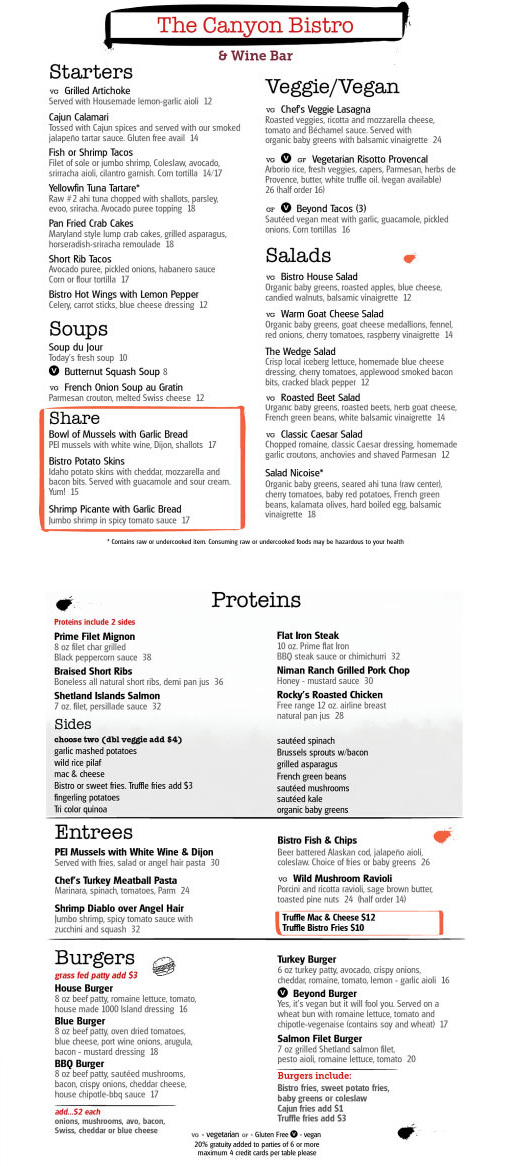 The Canyon Bistro
& Wine Bar
Starters
VG Grilled Artichoke
Served with Housemade lemon-garlic aioli 12
Cajun Calamari
Tossed with Cajun spices and served with our smoked
jalapeño tartar sauce. Gluten free avail 14
Fish or Shrimp Tacos
Filet of sole or jumbo shrimp, Coleslaw, avocado,
sriracha aioli, cilantro garnish. Corn tortilla 14/17
Yellowfin Tuna Tartare*
Raw #2 ahi tuna chopped with shallots, parsley,
evoo, sriracha. Avocado puree topping 18
Pan Fried Crab Cakes
Maryland style lump crab cakes, grilled asparagus,
horseradish-sriracha remoulade 18
Short Rib Tacos
Avocado puree, pickled onions, habanero sauce
Corn or flour tortilla 17
Bistro Hot Wings with Lemon Pepper
Celery, carrot sticks, blue cheese dressing 12
Soups
Soup du Jour
Today's fresh soup 10
V Butternut Squash Soup 8
VG French Onion Soup au Gratin
Parmesan crouton, melted Swiss cheese 12
Share
Bowl of Mussels with Garlic Bread
PEI mussels with white wine, Dijon, shallots 17
Bistro Potato Skins
Idaho potato skins with cheddar, mozzarella and
bacon bits. Served with guacamole and sour cream.
Yum! 15
Shrimp Picante with Garlic Bread
Jumbo shrimp in spicy tomato sauce 17
Veggie/Vegan
VG Chef's Veggie Lasagna
Roasted veggies, ricotta and mozzarella cheese,
tomato and Béchamel sauce. Served with
organic baby greens with balsamic vinaigrette 24
VG V GF Vegetarian Risotto Provencal
Arborio rice, fresh veggies, capers, Parmesan, herbs de
Provence, butter, white truffle oil. (vegan available)
26 (half order 16)
GF V Beyond Tacos (3)
Sautéed vegan meat with garlic, guacamole, pickled
onions. Corn tortillas 16
Salads
VG Bistro House Salad
Organic baby greens, roasted apples, blue cheese,
candied walnuts, balsamic vinaigrette 12
VG Warm Goat Cheese Salad
Organic baby greens, goat cheese medallions, fennel,
red onions, cherry tomatoes, raspberry vinaigrette 14
The Wedge Salad
Crisp local iceberg lettuce, homemade blue cheese
dressing, cherry tomatoes, applewood smoked bacon
bits, cracked black pepper 12
VG Roasted Beet Salad
Organic baby greens, roasted beets, herb goat cheese,
French green beans, white balsamic vinaigrette 14
VG Classic Caesar Salad
Chopped romaine, classic Caesar dressing, homemade
garlic croutons, anchovies and shaved Parmesan 12
Salad Nicoise*
Organic baby greens, seared ahi tuna (raw center),
cherry tomatoes, baby red potatoes, French green
beans, kalamata olives, hard boiled egg, balsamic
vinaigrette 18
* Contains raw or undercooked item. Consuming raw or undercooked foods may be hazardous to your health
Proteins
Proteins include 2 sides
Prime Filet Mignon
8 oz filet char grilled
Black peppercorn sauce 38
Braised Short Ribs
Boneless all natural short ribs, demi pan jus 36
Shetland Islands Salmon
7 oz. filet, persillade sauce 32
Flat Iron Steak
10 oz. Prime flat Iron
BBQ steak sauce or chimichuri 32
Niman Ranch Grilled Pork Chop
Honey - mustard sauce 30
Rocky's Roasted Chicken
Free range 12 oz. airline breast
natural pan jus 28
Sides
choose two (dbl veggie add $4)
garlic mashed potatoes
wild rice pilaf
mac & cheese
Bistro or sweet fries. Truffle fries add $3
fingerling potatoes
Tri color quinoa
sautéed spinach
Brussels sprouts w/bacon
grilled asparagus
French green beans
sautéed mushrooms
sautéed kale
organic baby greens
Entrees
PEI Mussels with White Wine & Dijon
Served with fries, salad or angel hair pasta 30
Chef's Turkey Meatball Pasta
Marinara, spinach, tomatoes, Parm 24
Shrimp Diablo over Angel Hair
Jumbo shrimp, spicy tomato sauce with
zucchini and squash 32
Bistro Fish & Chips
Beer battered Alaskan cod, jalapeño aioli,
coleslaw. Choice of fries or baby greens 26
VG Wild Mushroom Ravioli
Porcini and ricotta ravioli, sage brown butter,
toasted pine nuts 24 (half order 14)
Truffle Mac & Cheese $12
Truffle Bistro Fries $10
Burgers
grass fed patty add $3
House Burger
8 oz beef patty, romaine lettuce, tomato,
house made 1000 Island dressing 16
Blue Burger
8 oz beef patty, oven dried tomatoes,
blue cheese, port wine onions, arugula,
bacon - mustard dressing 18
BBQ Burger
8 oz beef patty, sautéed mushrooms,
bacon, crispy onions, cheddar cheese,
house chipotle-bbq sauce 17
add...$2 each
onions, mushrooms, avo, bacon,
Swiss, cheddar or blue cheese
Turkey Burger
6 oz turkey patty, avocado, crispy onions,
cheddar, romaine, tomato, lemon - garlic aioli 16
V Beyond Burger
Yes, it's vegan but it will fool you. Served on a
wheat bun with romaine lettuce, tomato and
chipotle-vegenaise (contains soy and wheat) 17
Salmon Filet Burger
7 oz grilled Shetland salmon filet,
pesto aioli, romaine lettuce, tomato 20
Burgers include:
Bistro fries, sweet potato fries,
baby greens or coleslaw
Cajun fries add $1
Truffle fries add $3
VG - vegetarian GF - Gluten Free V - vegan
20% gratuity added to parties of 6 or more
maximum 4 credit cards per table please